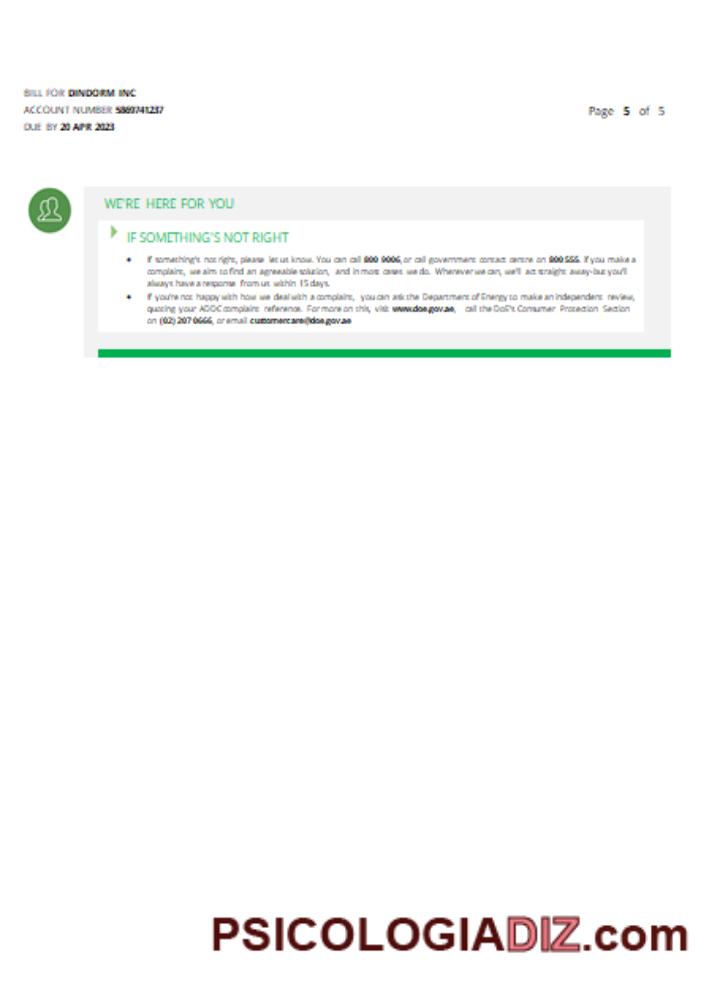 BILL FOR DINDORM INC
ACCOUNT NUMBER 5869741237
Page 5 of 5
DUE BY 20 APR 2023
WE'RE HERE FOR YOU
IF SOMETHING'S NOT RIGHT
• If something's not right, please let us know. You can call 800 9006, or call government contact centre on 800 555. If you make a
complaint, we aim to find an agreeable solution, and in most cases we do. Wherever we can, we'll act straight away-but you'll
always have a response from us within 15 days.
• If you're not happy with how we deal with a complaint, you can ask the Department of Energy to make an independent review,
quoting your ADDC complaint reference. For more on this, visit www.doe.gov.ae, call the DoE's Consumer Protection Section
on (02) 207 0666, or email customercare@doe.gov.ae
PSICOLOGIADIZ.com